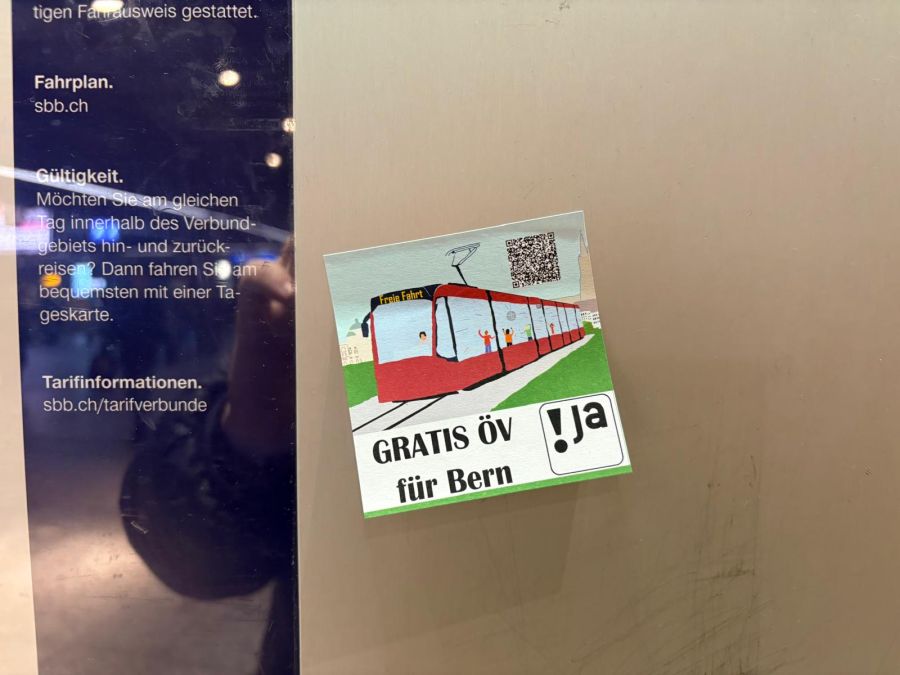 tigen Fahrausweis gestattet.
Fahrplan.
sbb.ch
Gültigkeit.
Möchten Sie am gleichen
Tag innerhalb des Verbund-
gebiets hin- und zurück-
reisen? Dann fahren Sie am
bequemsten mit einer Ta-
geskarte.
Tarifinformationen.
sbb.ch/tarifverbunde
Freie Fahrt
GRATIS ÖV
für Bern
!ja